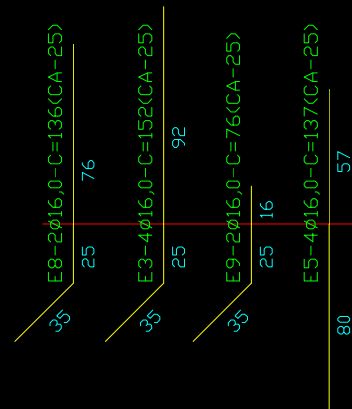 E8-2ø16,0-C=136(CA-25)
76
25
35
E3-4ø16,0-C=152(CA-25)
92
25
35
E9-2ø16,0-C=76(CA-25)
16
25
35
E5-4ø16,0-C=137(CA-25)
57
80